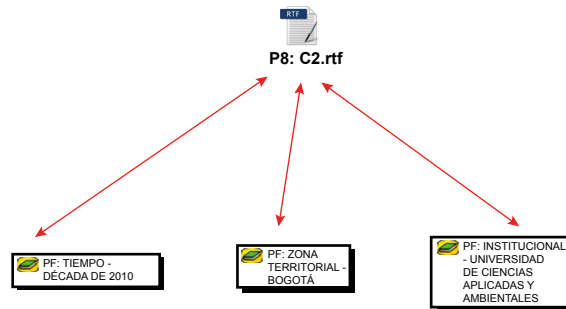 RTF
P8: C2.rtf
PF: TIEMPO -
DÉCADA DE 2010
PF: ZONA
TERRITORIAL -
BOGOTÁ
PF: INSTITUCIONAL
- UNIVERSIDAD
DE CIENCIAS
APLICADAS Y
AMBIENTALES